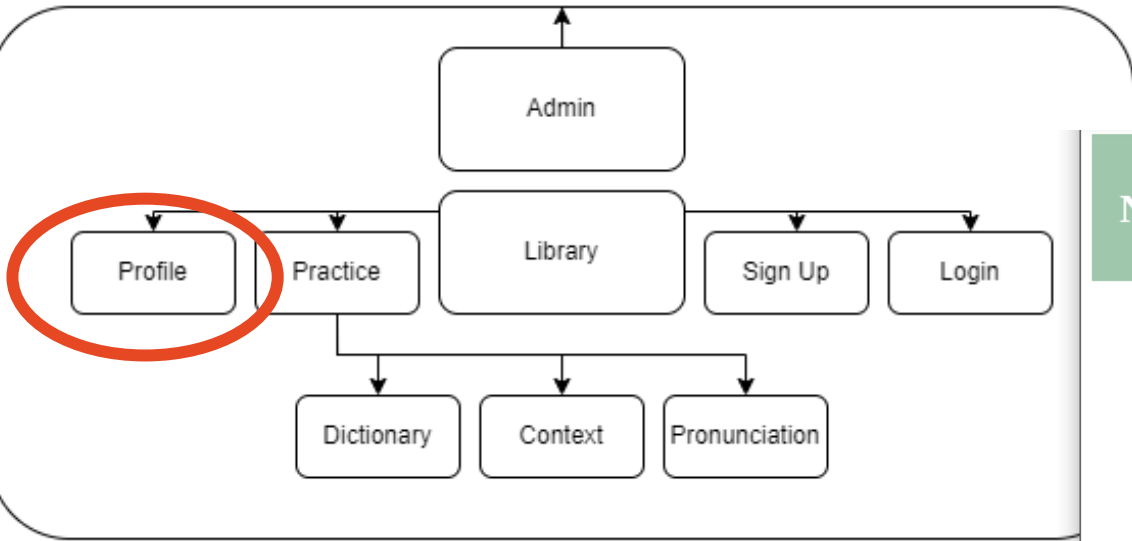 Admin
Library
Profile
Practice
Sign Up
Login
Dictionary
Context
Pronunciation